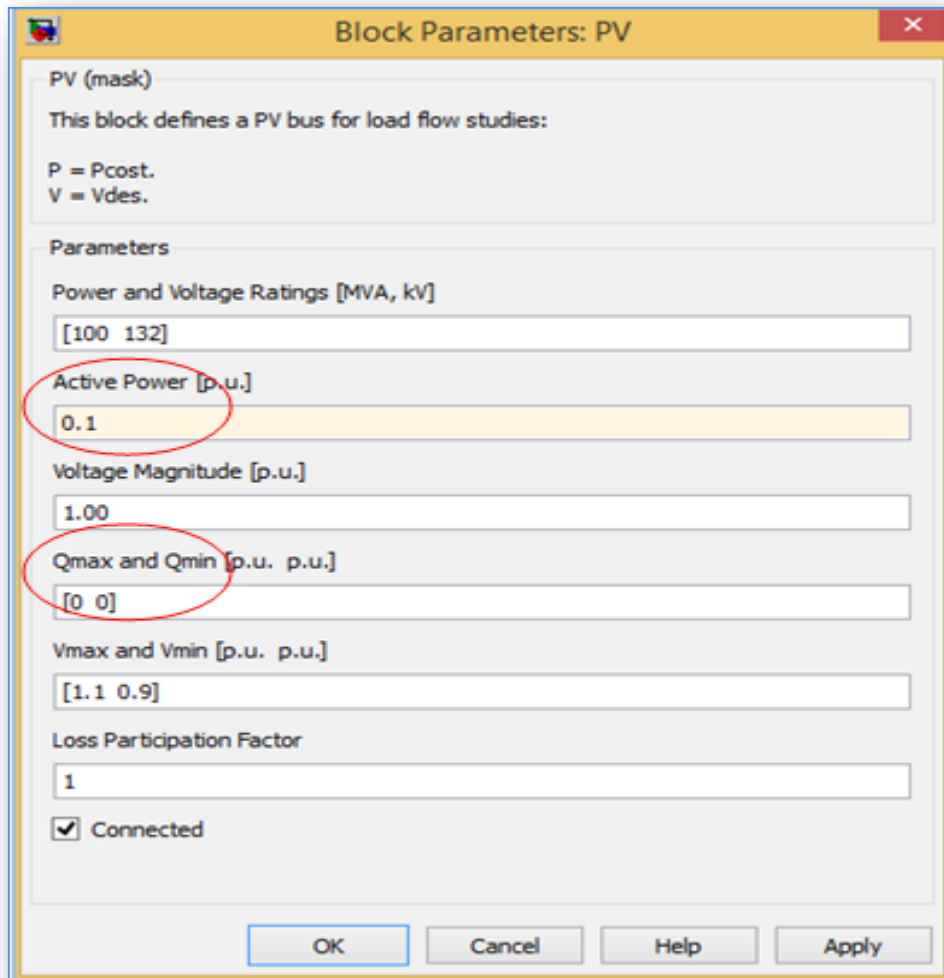 Block Parameters: PV
PV (mask)
This block defines a PV bus for load flow studies:
P = Pcost.
V = Vdes.
Parameters
Power and Voltage Ratings [MVA, kV]
[100  132]
Active Power [p.u.]
0.1
Voltage Magnitude [p.u.]
1.00
Qmax and Qmin [p.u.  p.u.]
[0  0]
Vmax and Vmin [p.u.  p.u.]
[1.1  0.9]
Loss Participation Factor
1
Connected
OK Cancel Help Apply